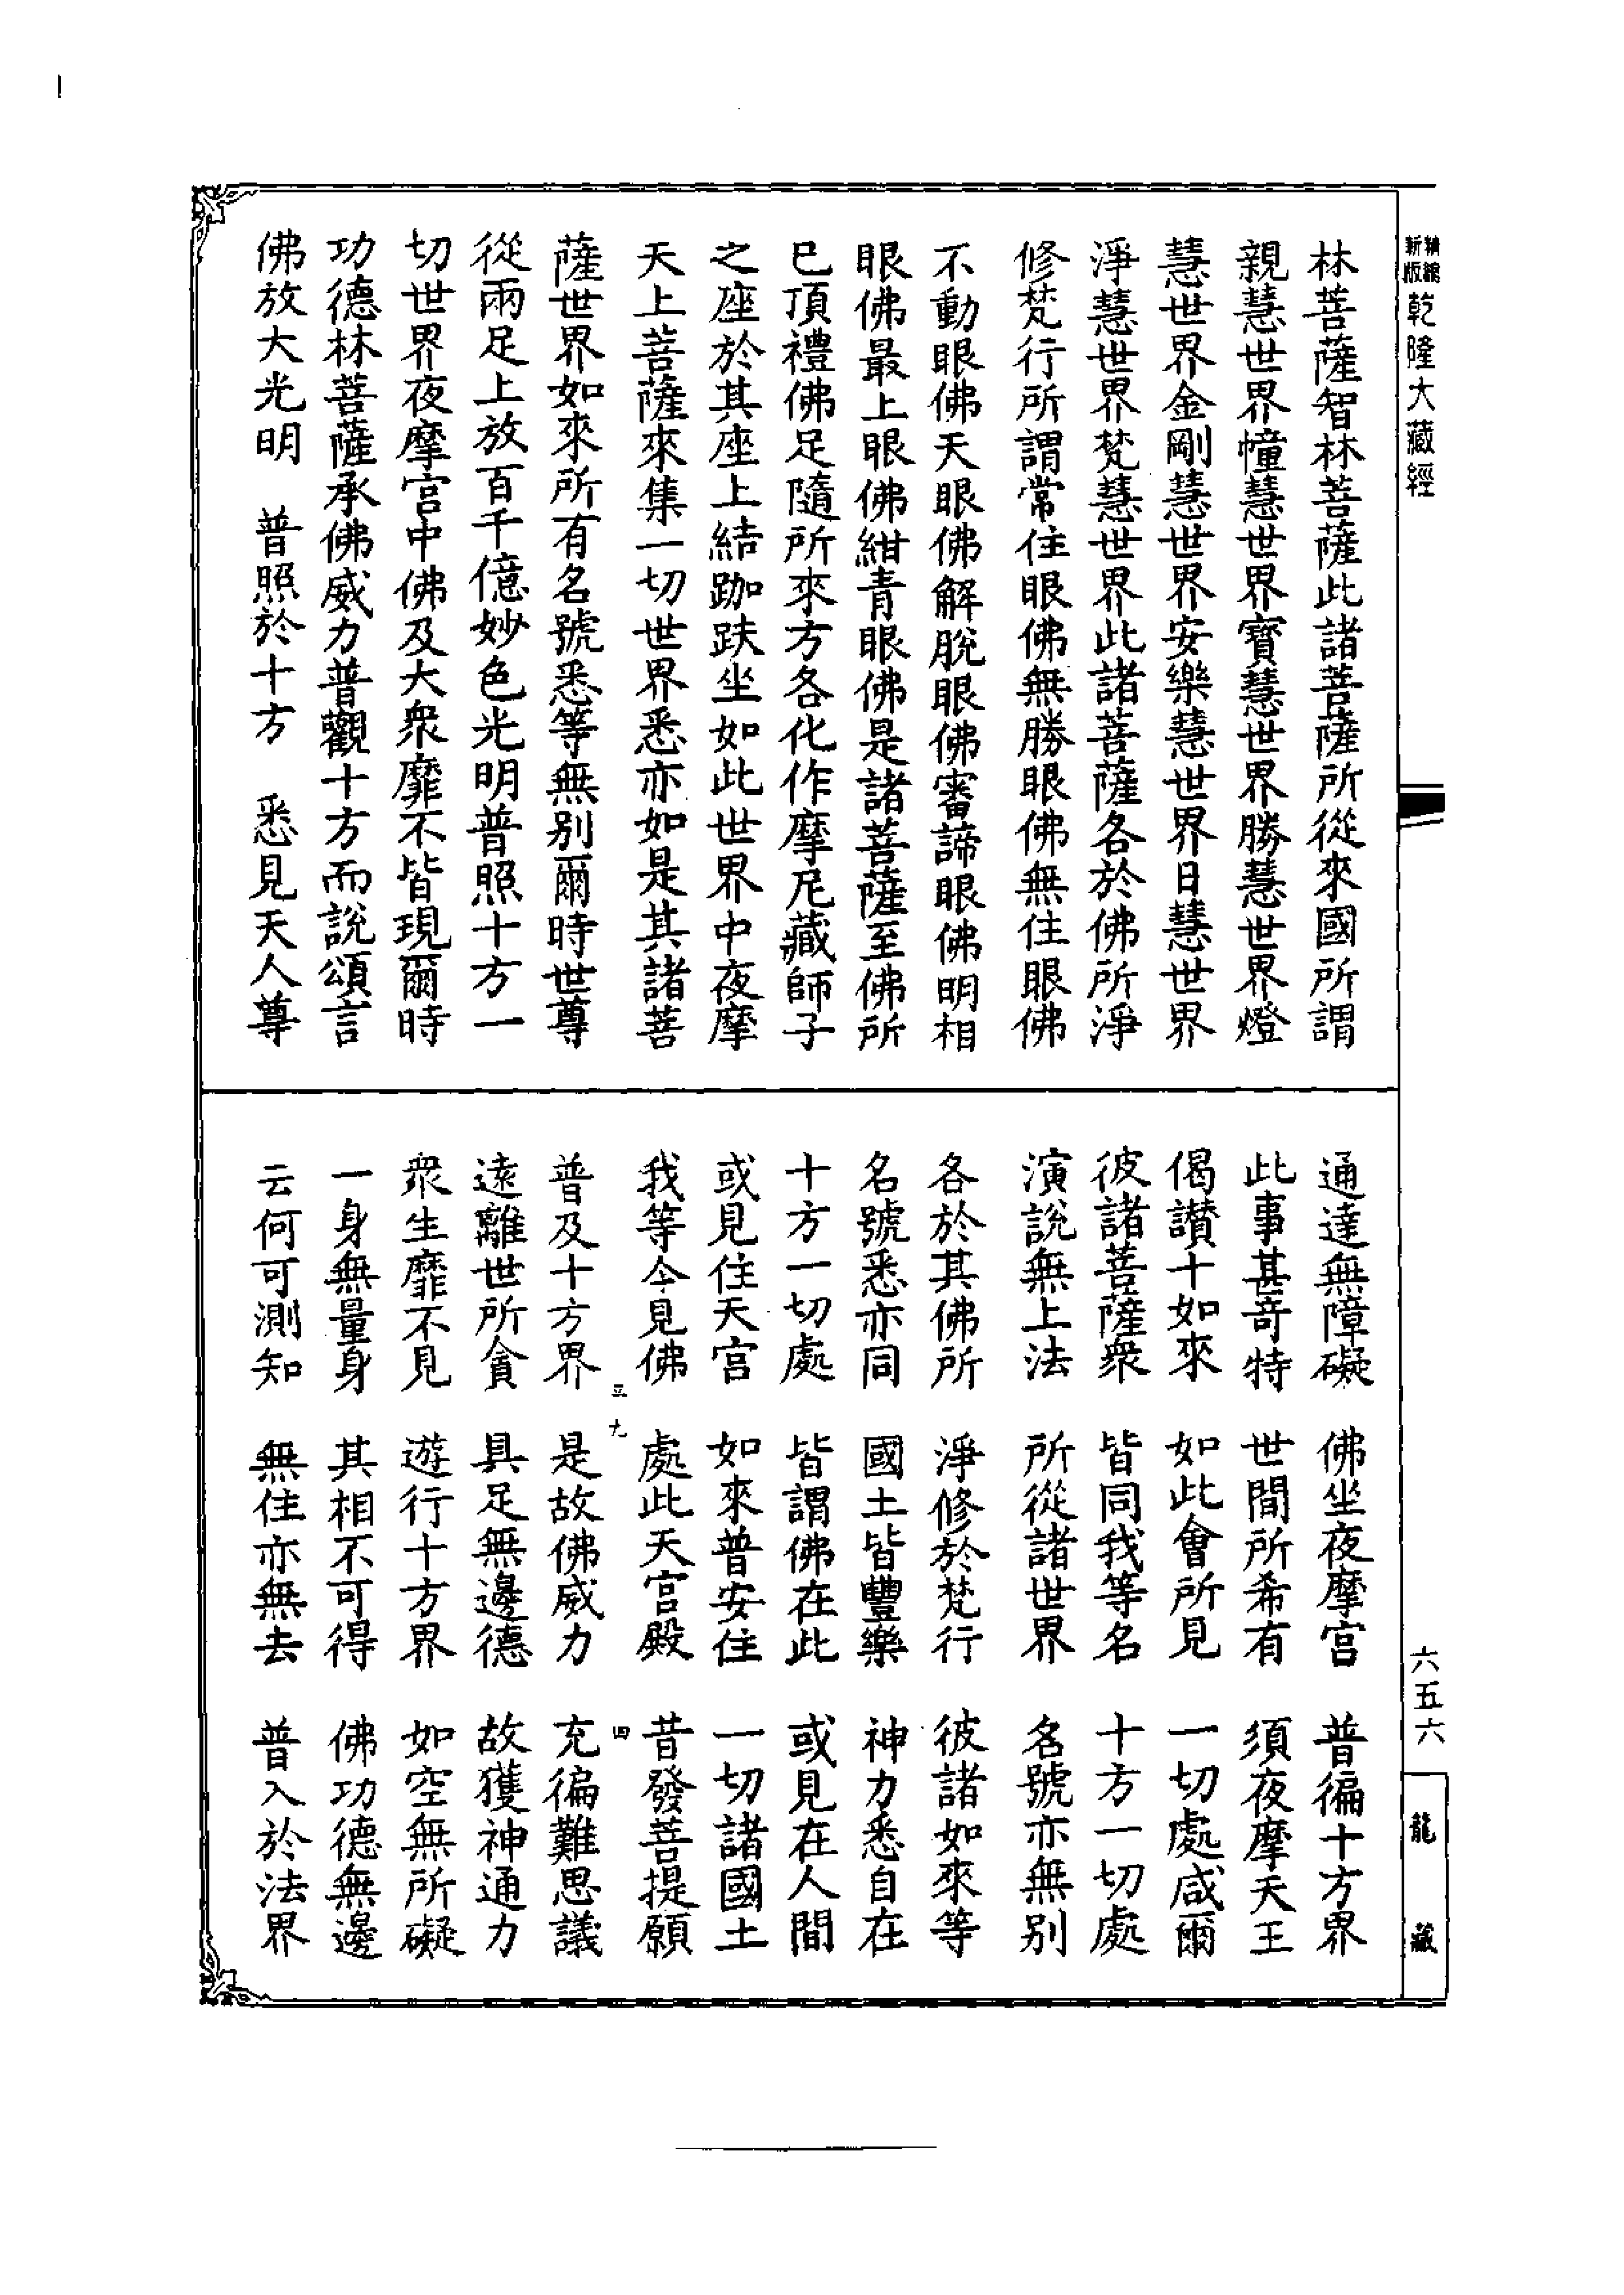 新版
精縮
乾隆大藏經
林菩薩智林菩薩此諸菩薩所從來國所謂
親慧世界幢慧世界寶慧世界勝慧世界燈
慧世界金剛慧世界安樂慧世界日慧世界
淨慧世界梵慧世界此諸菩薩各於佛所淨
修梵行所謂常住眼佛無勝眼佛無住眼佛
不動眼佛天眼佛解脫眼佛審諦眼佛明相
眼佛最上眼佛紺青眼佛是諸菩薩至佛所
已頂禮佛足隨所來方各化作摩尼藏師子
之座於其座上結跏趺坐如此世界中夜摩
天上菩薩來集一切世界悉亦如是其諸菩
薩世界如來所有名號悉等無別爾時世尊
從兩足上放百千億妙色光明普照十方一
切世界夜摩宮中佛及大衆靡不皆現爾時
功德林菩薩承佛威力普觀十方而說頌言
佛放大光明　普照於十方　悉見天人尊
通達無障礙　佛坐夜摩宮　普徧十方界
此事甚奇特　世間所希有　須夜摩天王
偈讚十如來　如此會所見　一切處咸爾
彼諸菩薩衆　皆同我等名　十方一切處
演說無上法　所從諸世界　名號亦無別
各於其佛所　淨修於梵行　彼諸如來等
名號悉亦同　國土皆豐樂　神力悉自在
十方一切處　皆謂佛在此　或見在人間
或見住天宮　如來普安住　一切諸國土
我等今見佛　處此天宮殿　昔發菩提願
五　九　四
普及十方界　是故佛威力　充徧難思議
遠離世所貪　具足無邊德　故獲神通力
衆生靡不見　遊行十方界　如空無所礙
一身無量身　其相不可得　佛功德無邊
云何可測知　無住亦無去　普入於法界
六五六
龍藏